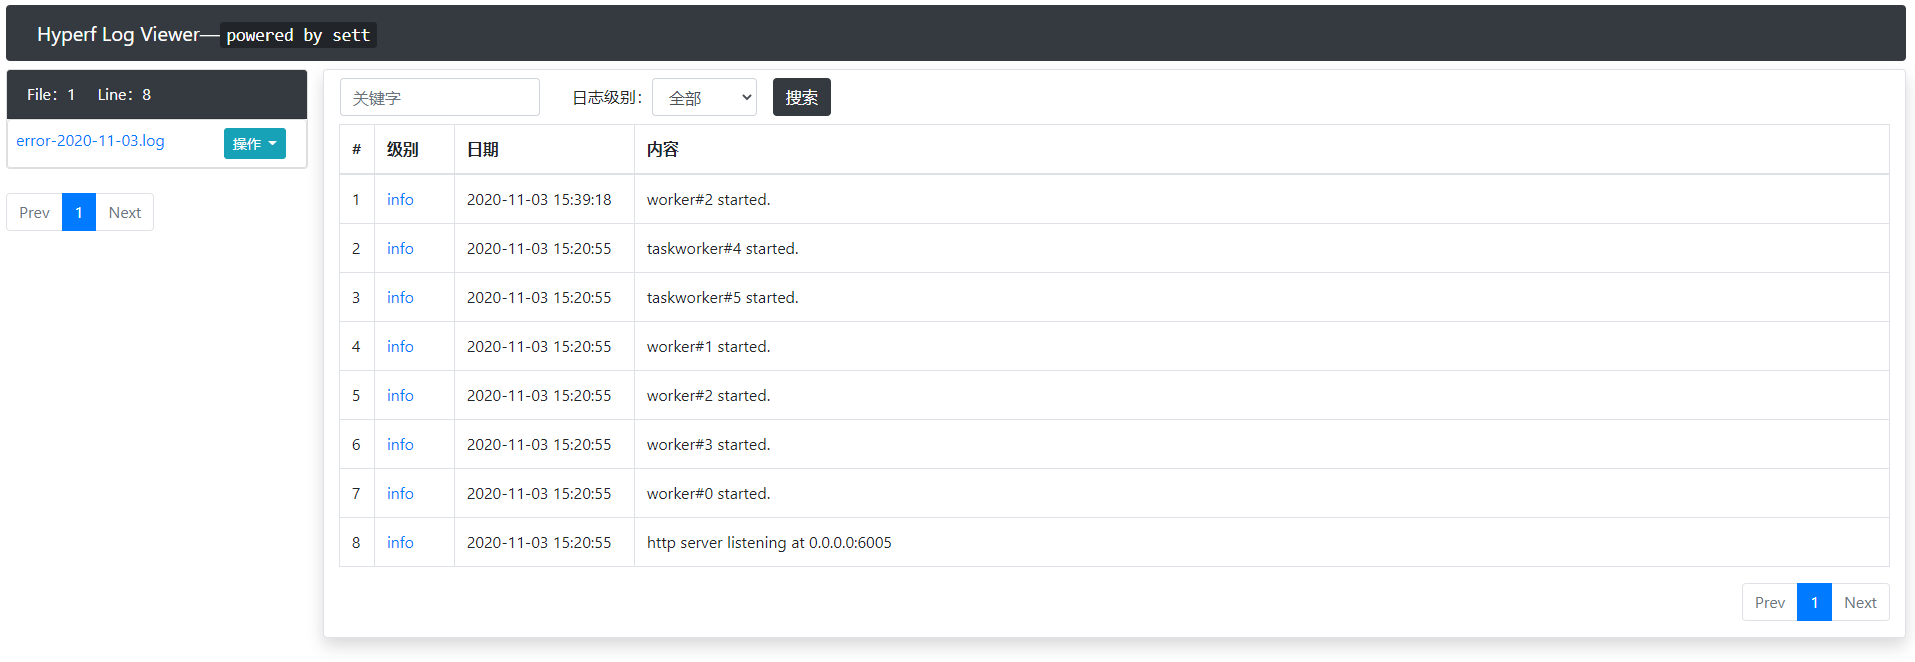 Hyperf Log Viewer—powered by sett
File：1 Line：8
error-2020-11-03.log 操作
Prev 1 Next
关键字 日志级别： 全部 搜索
# 级别 日期 内容
1 info 2020-11-03 15:39:18 worker#2 started.
2 info 2020-11-03 15:20:55 taskworker#4 started.
3 info 2020-11-03 15:20:55 taskworker#5 started.
4 info 2020-11-03 15:20:55 worker#1 started.
5 info 2020-11-03 15:20:55 worker#2 started.
6 info 2020-11-03 15:20:55 worker#3 started.
7 info 2020-11-03 15:20:55 worker#0 started.
8 info 2020-11-03 15:20:55 http server listening at 0.0.0.0:6005
Prev 1 Next